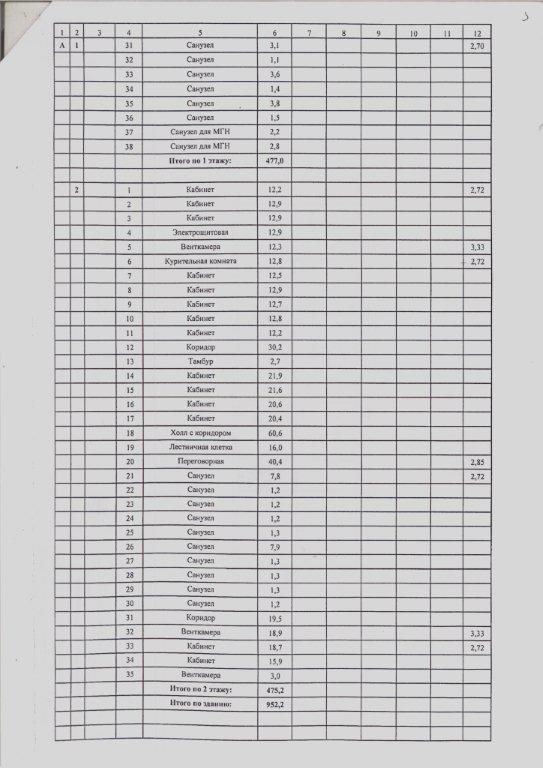 1 2 3 4 5 6 7 8 9 10 11 12
А 1 31 Санузел 3,1 2,70
32 Санузел 1,1
33 Санузел 3,6
34 Санузел 1,4
35 Санузел 3,8
36 Санузел 1,5
37 Санузел для МГН 2,2
38 Санузел для МГН 2,8
Итого по 1 этажу: 477,0
2 1 Кабинет 12,2 2,72
2 Кабинет 12,9
3 Кабинет 12,9
4 Электрощитовая 12,9
5 Венткамера 12,3 3,33
6 Курительная комната 12,8 2,72
7 Кабинет 12,5
8 Кабинет 12,9
9 Кабинет 12,7
10 Кабинет 12,8
11 Кабинет 12,2
12 Коридор 30,2
13 Тамбур 2,7
14 Кабинет 21,9
15 Кабинет 21,6
16 Кабинет 20,6
17 Кабинет 20,4
18 Холл с коридором 60,6
19 Лестничная клетка 16,0
20 Переговорная 40,4 2,85
21 Санузел 7,8 2,72
22 Санузел 1,2
23 Санузел 1,2
24 Санузел 1,2
25 Санузел 1,3
26 Санузел 7,9
27 Санузел 1,3
28 Санузел 1,3
29 Санузел 1,3
30 Санузел 1,2
31 Коридор 19,5
32 Венткамера 18,9 3,33
33 Кабинет 18,7 2,72
34 Кабинет 15,9
35 Венткамера 3,0
Итого по 2 этажу: 475,2
Итого по зданию: 952,2